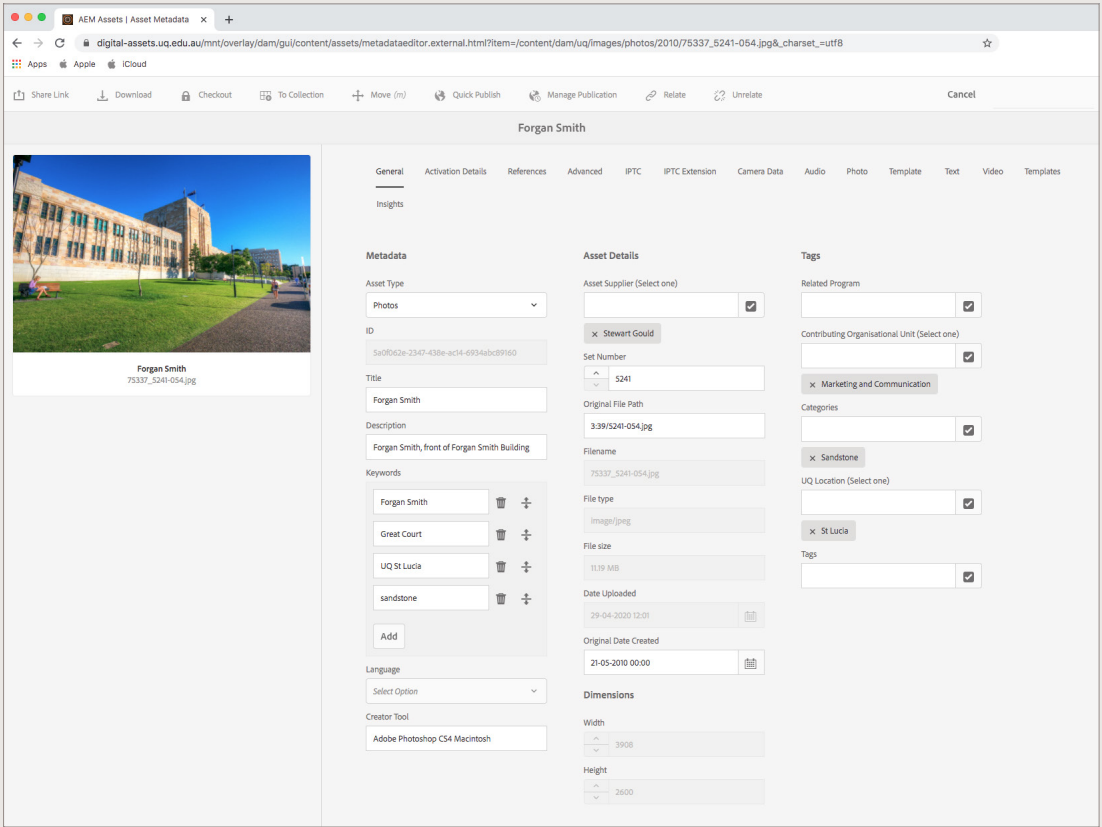 AEM Assets | Asset Metadata
digital-assets.uq.edu.au/mnt/overlay/dam/gui/content/assets/metadataeditor.external.html?item=/content/dam/uq/images/photos/2010/75337_5241-054.jpg&_charset_=utf8
Apps Apple iCloud
Share Link Download Checkout To Collection Move (m) Quick Publish Manage Publication Relate Unrelate Cancel
Forgan Smith
General Activation Details References Advanced IPTC IPTC Extension Camera Data Audio Photo Template Text Video Templates
Insights
Forgan Smith
75337_5241-054.jpg
Metadata
Asset Type
Photos
ID
5a0f062e-2347-438e-ac14-6934abc89160
Title
Forgan Smith
Description
Forgan Smith, front of Forgan Smith Building
Keywords
Forgan Smith
Great Court
UQ St Lucia
sandstone
Add
Language
Select Option
Creator Tool
Adobe Photoshop CS4 Macintosh
Asset Details
Asset Supplier (Select one)
× Stewart Gould
Set Number
5241
Original File Path
3:39/5241-054.jpg
Filename
75337_5241-054.jpg
File type
image/jpeg
File size
11.19 MB
Date Uploaded
29-04-2020 12:01
Original Date Created
21-05-2010 00:00
Dimensions
Width
3908
Height
2600
Tags
Related Program
Contributing Organisational Unit (Select one)
× Marketing and Communication
Categories
× Sandstone
UQ Location (Select one)
× St Lucia
Tags